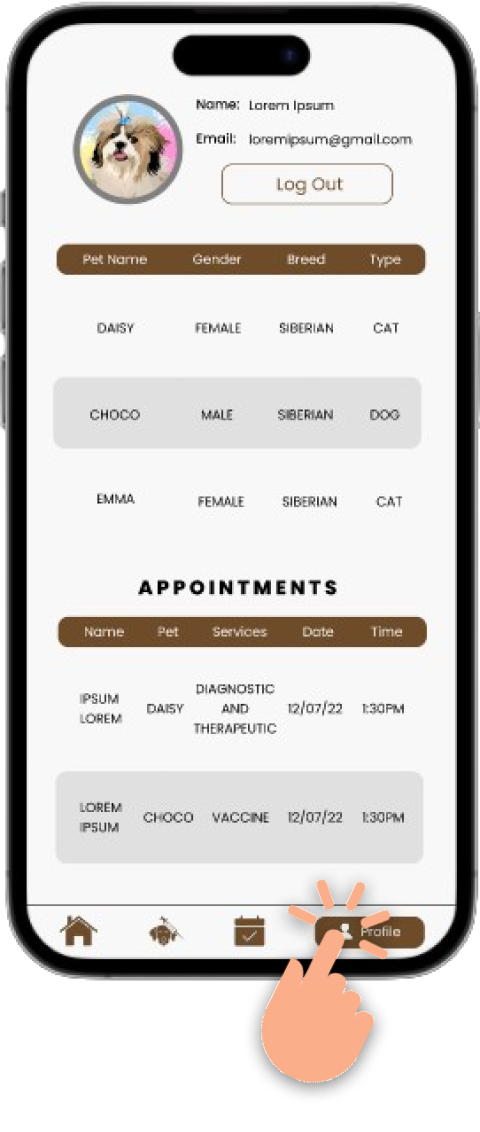 Name: Lorem Ipsum
Email: loremipsum@gmail.com
Log Out
Pet Name Gender Breed Type
DAISY FEMALE SIBERIAN CAT
CHOCO MALE SIBERIAN DOG
EMMA FEMALE SIBERIAN CAT
APPOINTMENTS
Name Pet Services Date Time
IPSUM LOREM DAISY DIAGNOSTIC AND THERAPEUTIC 12/07/22 1:30PM
LOREM IPSUM CHOCO VACCINE 12/07/22 1:30PM
Profile